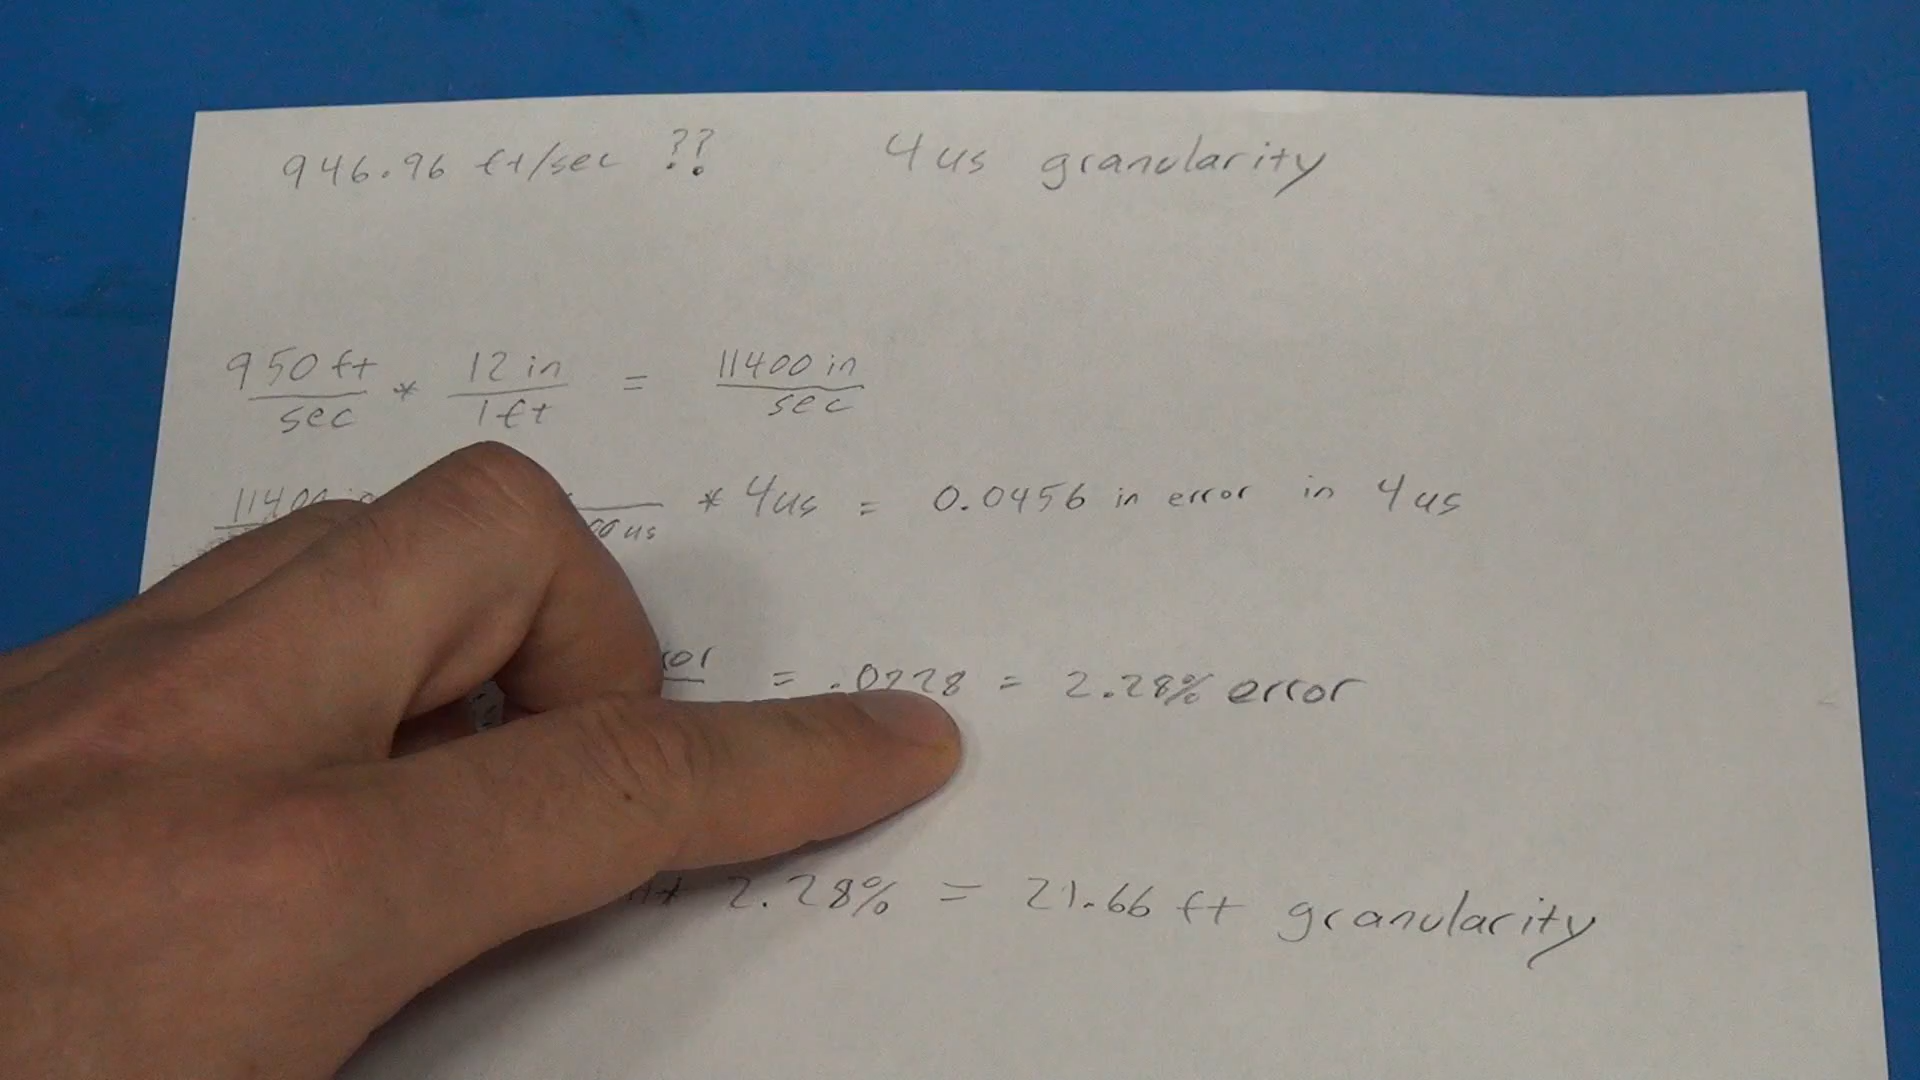 946.96 ft/sec ?? 4us granularity
950 ft/sec * 12 in/1 ft = 11400 in/sec
* 4us = 0.0456 in error in 4us
= .0228 = 2.28% error
2.28% = 21.66 ft granularity